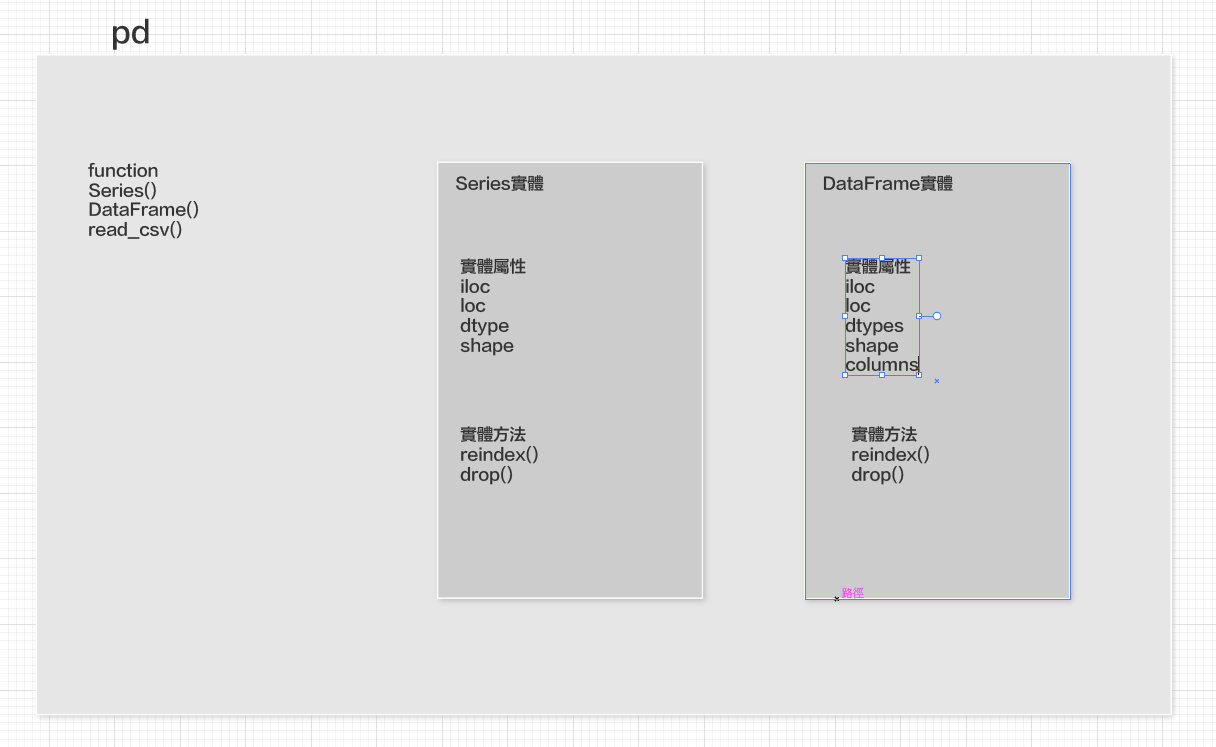 pd
function
Series()
DataFrame()
read_csv()
Series實體
實體屬性
iloc
loc
dtype
shape
實體方法
reindex()
drop()
DataFrame實體
實體屬性
iloc
loc
dtypes
shape
columns
實體方法
reindex()
drop()
路徑